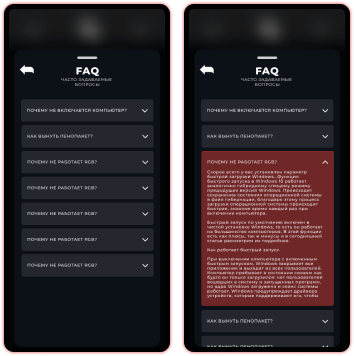 FAQ
ЧАСТО ЗАДАВАЕМЫЕ
ВОПРОСЫ
ПОЧЕМУ НЕ ВКЛЮЧАЕТСЯ КОМПЬЮТЕР?
КАК ВЫНУТЬ ПЕНОПАКЕТ?
ПОЧЕМУ НЕ РАБОТАЕТ RGB?
ПОЧЕМУ НЕ РАБОТАЕТ RGB?
ПОЧЕМУ НЕ РАБОТАЕТ RGB?
ПОЧЕМУ НЕ РАБОТАЕТ RGB?
ПОЧЕМУ НЕ РАБОТАЕТ RGB?
FAQ
ЧАСТО ЗАДАВАЕМЫЕ
ВОПРОСЫ
ПОЧЕМУ НЕ ВКЛЮЧАЕТСЯ КОМПЬЮТЕР?
КАК ВЫНУТЬ ПЕНОПАКЕТ?
ПОЧЕМУ НЕ РАБОТАЕТ RGB?
Скорее всего у вас установлен параметр
быстрой загрузки Windows. Функция
быстрого запуска в Windows 10 работает
аналогично гибридному спящему режиму
предыдущих версий Windows. Происходит
сохранение состояния операционной системы
в файл гибернации, благодаря этому процесс
загрузки операционной системы происходит
быстрее, экономя время каждый раз при
включении компьютера.
Быстрый запуск по умолчанию включен в
чистой установке Windows, то есть он работает
на большинстве компьютеров. В этой функции
есть как плюсы, так и минусы и в сегодняшней
статье рассмотрим их подробнее.
Как работает быстрый запуск
При выключении компьютера с включенным
быстрым запуском, Windows закрывает все
приложения и выходит из всех пользователей.
Компьютер пребывает в состоянии схожем как
будто он только загрузился: нет пользователей
вошедших в систему и запущенных программ,
но ядро Windows загружено и сеанс системы
работает. Windows предупреждает драйвера
устройств, которые поддерживают его, чтобы
КАК ВЫНУТЬ ПЕНОПАКЕТ?
КАК ВЫНУТЬ ПЕНОПАКЕТ?